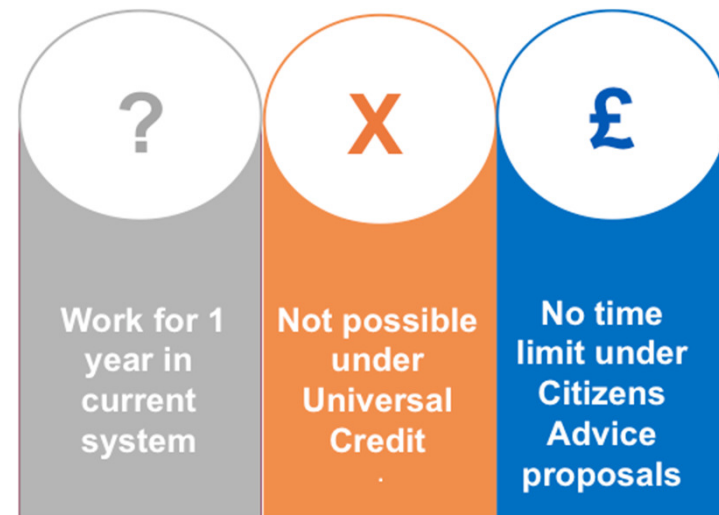 ?
Work for 1
year in
current
system
X
Not possible
under
Universal
Credit
.
£
No time
limit under
Citizens
Advice
proposals